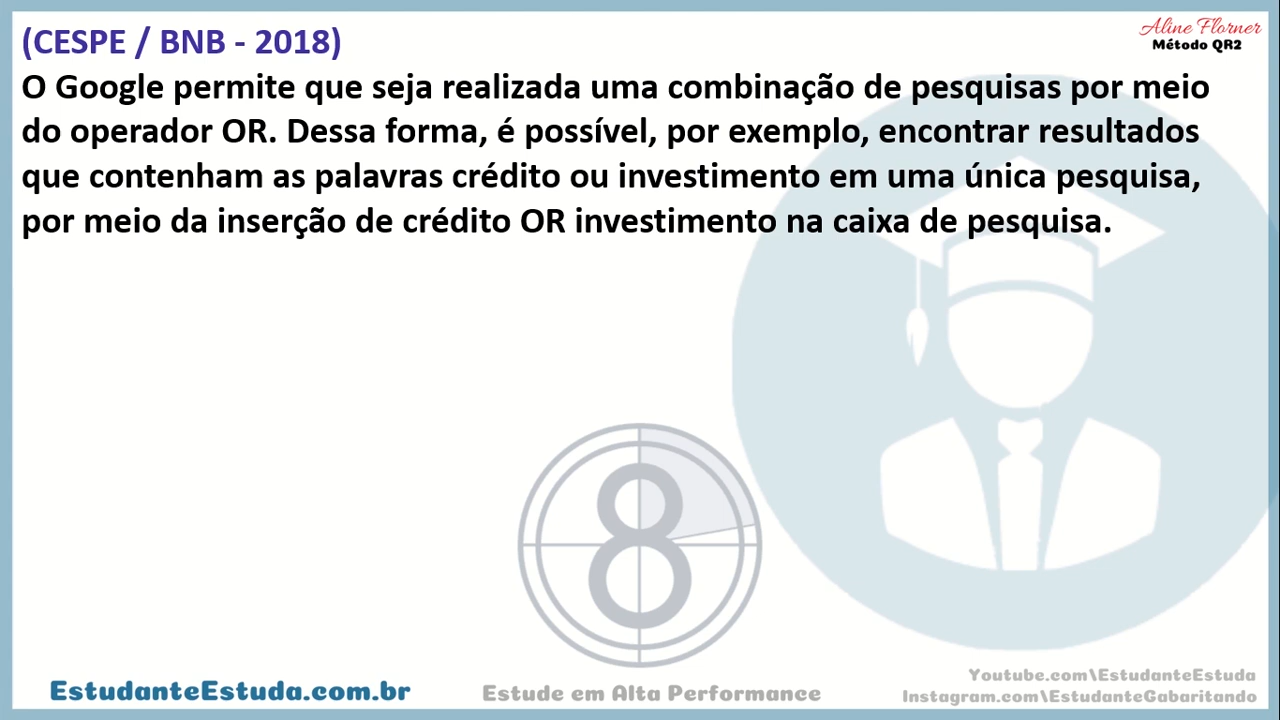 (CESPE / BNB - 2018)
Aline Florner
Método QR2
O Google permite que seja realizada uma combinação de pesquisas por meio
do operador OR. Dessa forma, é possível, por exemplo, encontrar resultados
que contenham as palavras crédito ou investimento em uma única pesquisa,
por meio da inserção de crédito OR investimento na caixa de pesquisa.
8
EstudanteEstuda.com.br
Estude em Alta Performance
Youtube.com\EstudanteEstuda
Instagram.com\EstudanteGabaritando